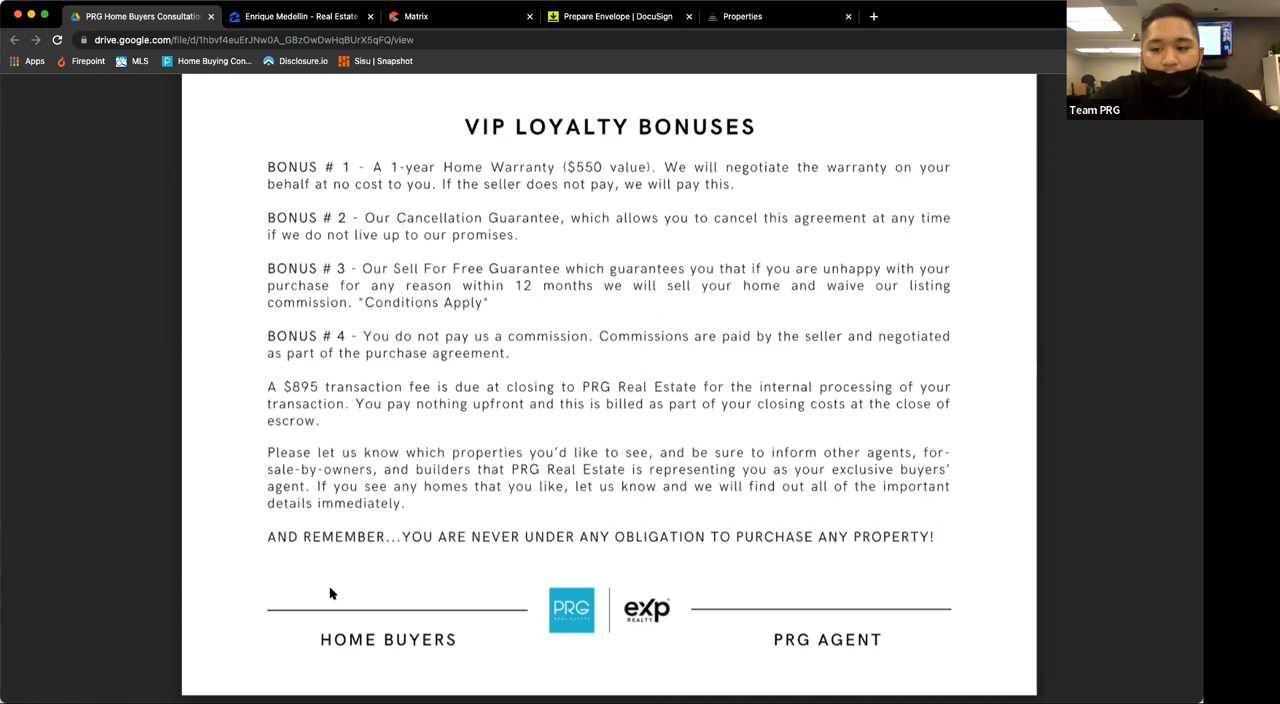 PRG Home Buyers Consultatio
Enrique Medellin - Real Estate
Matrix
Prepare Envelope | DocuSign
Properties
drive.google.com/file/d/1hbvf4euErJNw0A_GBzOwDwHqBUrX5qFQ/view
Apps
Firepoint
MLS
Home Buying Con...
Disclosure.io
Sisu | Snapshot
Team PRG
VIP LOYALTY BONUSES
BONUS # 1 - A 1-year Home Warranty ($550 value). We will negotiate the warranty on your
behalf at no cost to you. If the seller does not pay, we will pay this.
BONUS # 2 - Our Cancellation Guarantee, which allows you to cancel this agreement at any time
if we do not live up to our promises.
BONUS # 3 - Our Sell For Free Guarantee which guarantees you that if you are unhappy with your
purchase for any reason within 12 months we will sell your home and waive our listing
commission. *Conditions Apply*
BONUS # 4 - You do not pay us a commission. Commissions are paid by the seller and negotiated
as part of the purchase agreement.
A $895 transaction fee is due at closing to PRG Real Estate for the internal processing of your
transaction. You pay nothing upfront and this is billed as part of your closing costs at the close of
escrow.
Please let us know which properties you'd like to see, and be sure to inform other agents, for-
sale-by-owners, and builders that PRG Real Estate is representing you as your exclusive buyers'
agent. If you see any homes that you like, let us know and we will find out all of the important
details immediately.
AND REMEMBER...YOU ARE NEVER UNDER ANY OBLIGATION TO PURCHASE ANY PROPERTY!
PRG
REAL ESTATE
exp
REALTY
HOME BUYERS
PRG AGENT